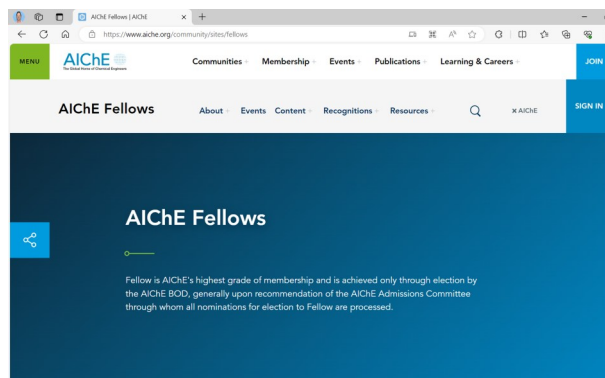 AIChE Fellows | AIChE
https://www.aiche.org/community/sites/fellows
MENU
AIChE
The Global Home of Chemical Engineers
Communities
Membership
Events
Publications
Learning & Careers
JOIN
AIChE Fellows
About
Events
Content
Recognitions
Resources
× AIChE
SIGN IN
AIChE Fellows
Fellow is AIChE's highest grade of membership and is achieved only through election by
the AIChE BOD, generally upon recommendation of the AIChE Admissions Committee
through whom all nominations for election to Fellow are processed.